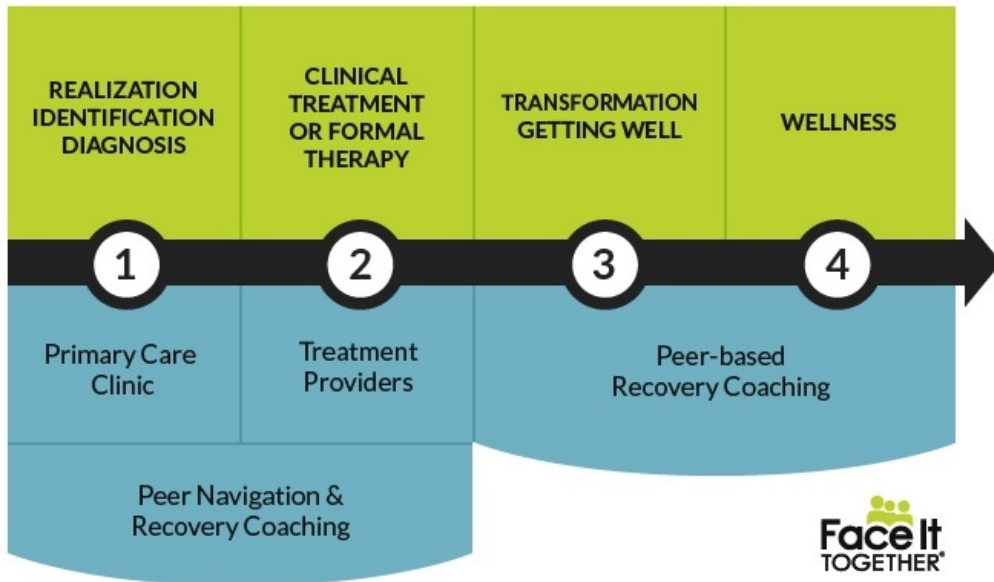 REALIZATION
IDENTIFICATION
DIAGNOSIS
CLINICAL
TREATMENT
OR FORMAL
THERAPY
TRANSFORMATION
GETTING WELL
WELLNESS
1
2
3
4
Primary Care
Clinic
Treatment
Providers
Peer-based
Recovery Coaching
Peer Navigation &
Recovery Coaching
Face It
TOGETHER®